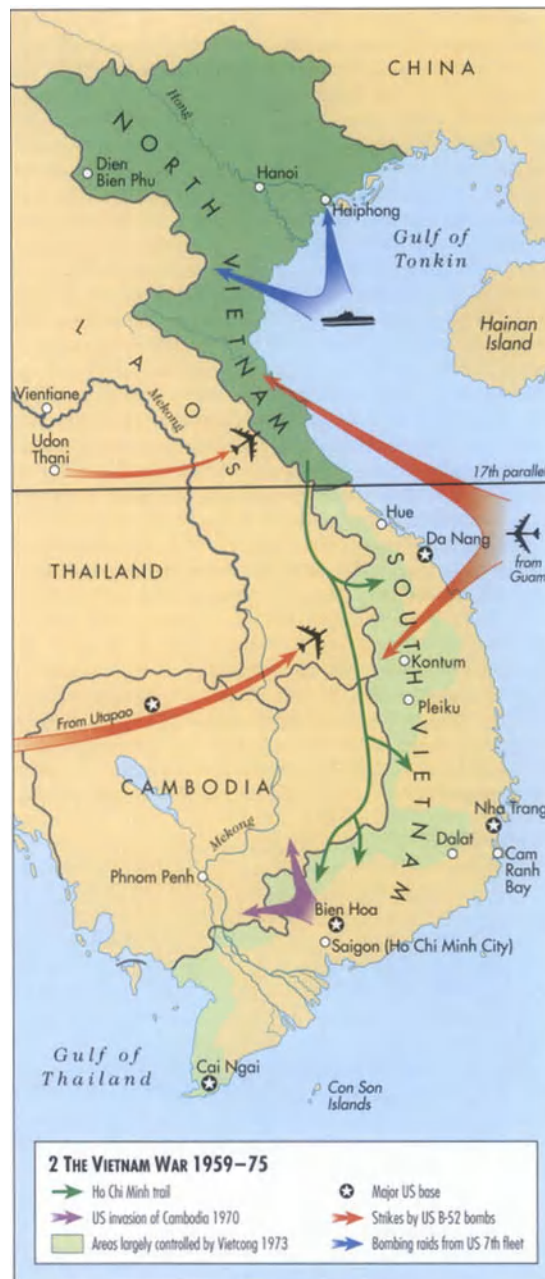 CHINA
Hong
NORTH VIETNAM
Dien
Bien Phu
Hanoi
Haiphong
Gulf of
Tonkin
Hainan
Island
LAOS
Mekong
Vientiane
Udon
Thani
17th parallel
Hue
Da Nang
from
Guam
THAILAND
SOUTH VIETNAM
Kontum
Pleiku
From Utapao
CAMBODIA
Mekong
Nha Trang
Dalat
Cam
Ranh
Bay
Phnom Penh
Bien Hoa
Saigon (Ho Chi Minh City)
Gulf of
Thailand
Cai Ngai
Con Son
Islands
2 THE VIETNAM WAR 1959–75
Ho Chi Minh trail
US invasion of Cambodia 1970
Areas largely controlled by Vietcong 1973
Major US base
Strikes by US B-52 bombs
Bombing raids from US 7th fleet